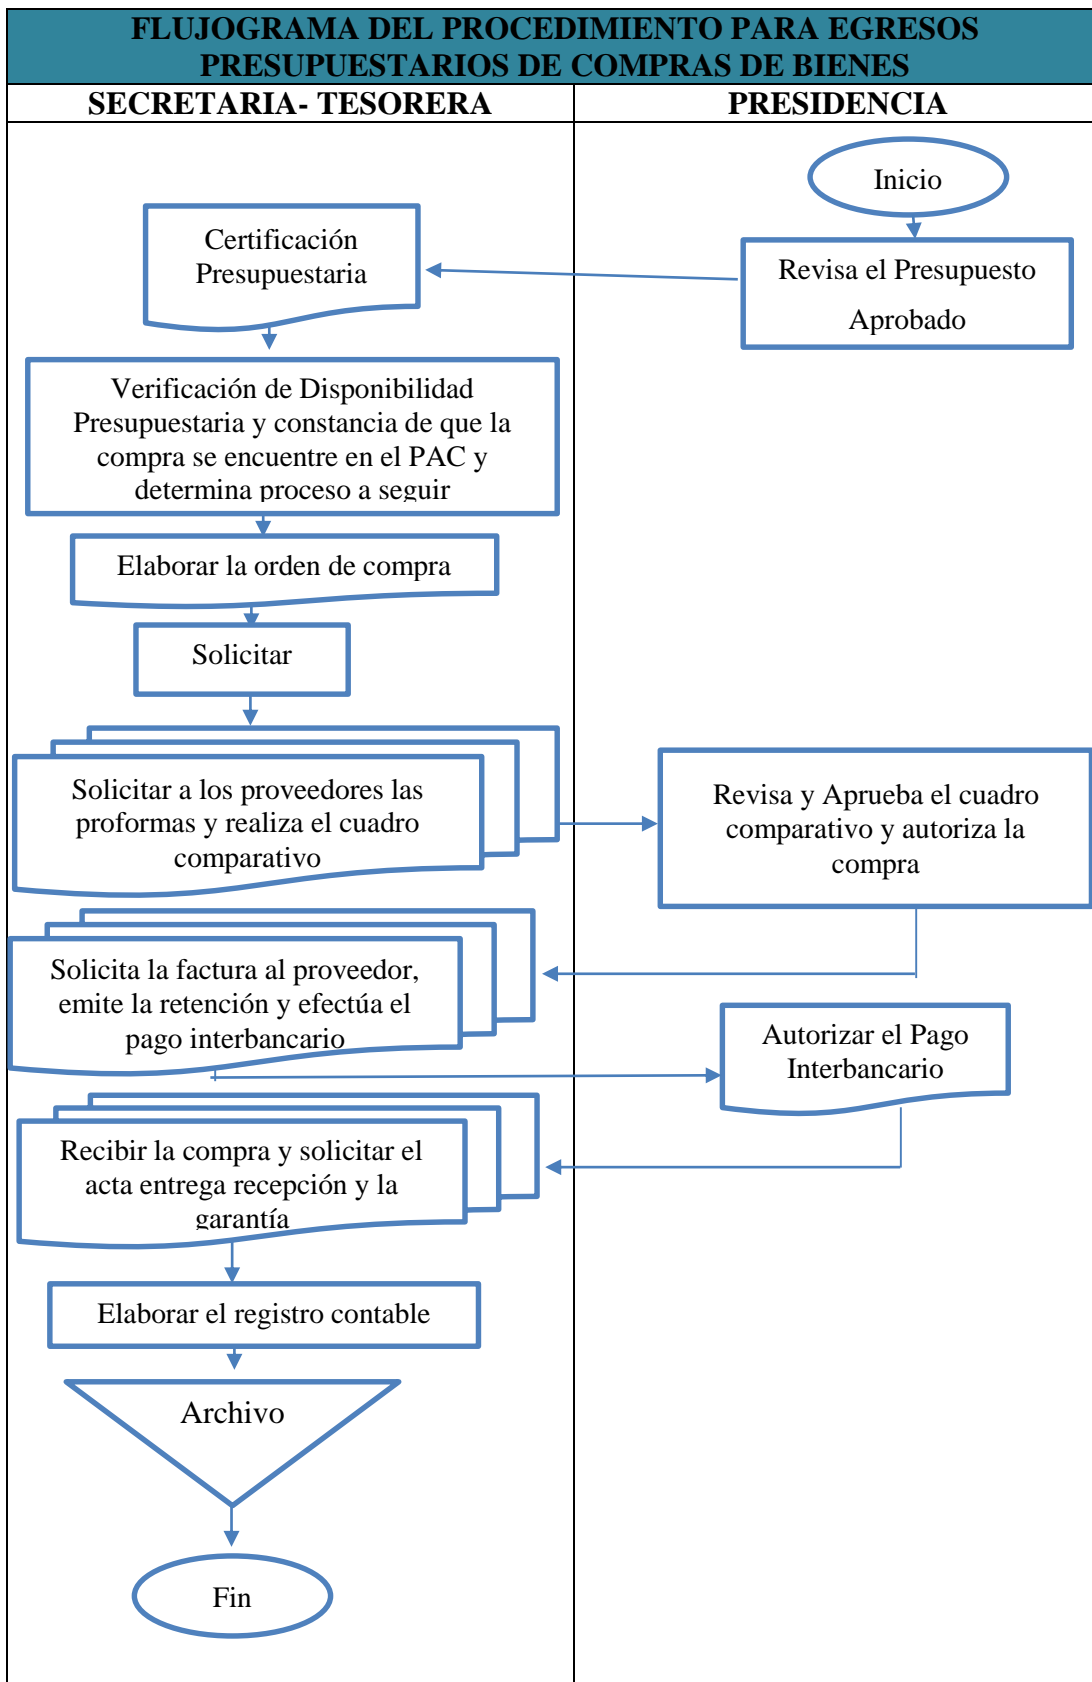 FLUJOGRAMA DEL PROCEDIMIENTO PARA EGRESOS
PRESUPUESTARIOS DE COMPRAS DE BIENES
SECRETARIA- TESORERA
PRESIDENCIA
Inicio
Revisa el Presupuesto
Aprobado
Certificación
Presupuestaria
Verificación de Disponibilidad
Presupuestaria y constancia de que la
compra se encuentre en el PAC y
determina proceso a seguir
Elaborar la orden de compra
Solicitar
Solicitar a los proveedores las
proformas y realiza el cuadro
comparativo
Revisa y Aprueba el cuadro
comparativo y autoriza la
compra
Solicita la factura al proveedor,
emite la retención y efectúa el
pago interbancario
Autorizar el Pago
Interbancario
Recibir la compra y solicitar el
acta entrega recepción y la
garantía
Elaborar el registro contable
Archivo
Fin